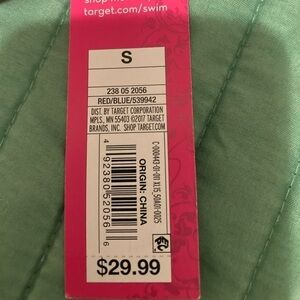 target.com/swim
S
238 05 2056
RED/BLUE/539942
DIST. BY TARGET CORPORATION
MPLS., MN 55403 ©2017 TARGET
BRANDS, INC. SHOP TARGET.COM
4 92380 52056 6
ORIGIN: CHINA
$29.99